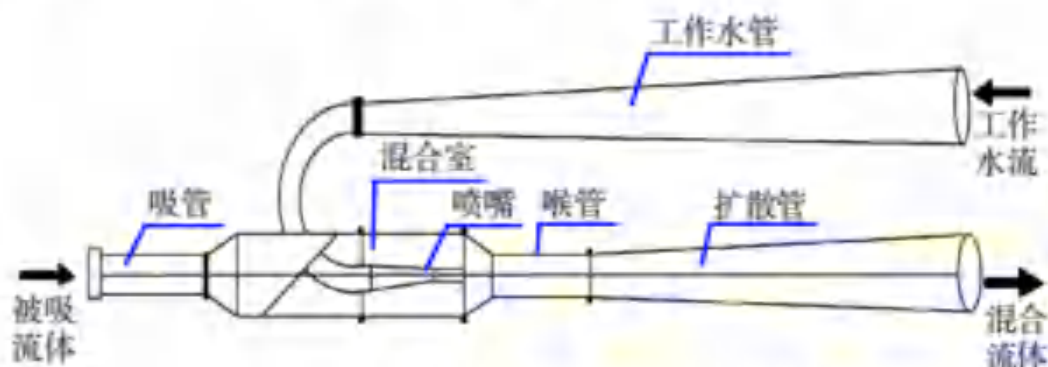 工作水管
工作
水流
混合室
吸管
喷嘴
喉管
扩散管
被吸
流体
混合
流体